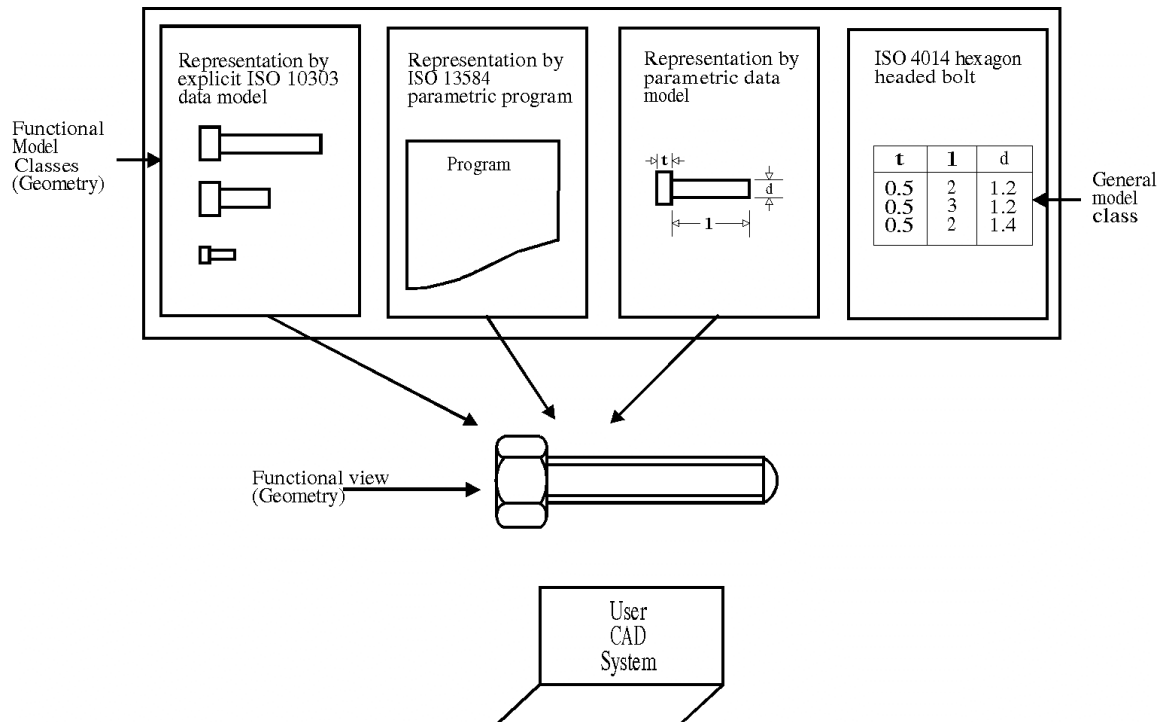 Representation by
explicit ISO 10303
data model
Representation by
ISO 13584
parametric program
Representation by
parametric data
model
ISO 4014 hexagon
headed bolt
Functional
Model
Classes
(Geometry)
Program
t
d
l
t l d
0.5 2 1.2
0.5 3 1.2
0.5 2 1.4
General
model
class
Functional view
(Geometry)
User
CAD
System